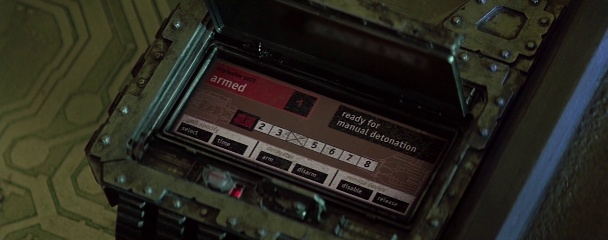 armed
ready for
manual detonation
2 3 5 6 7 8
select time arm disarm disable release